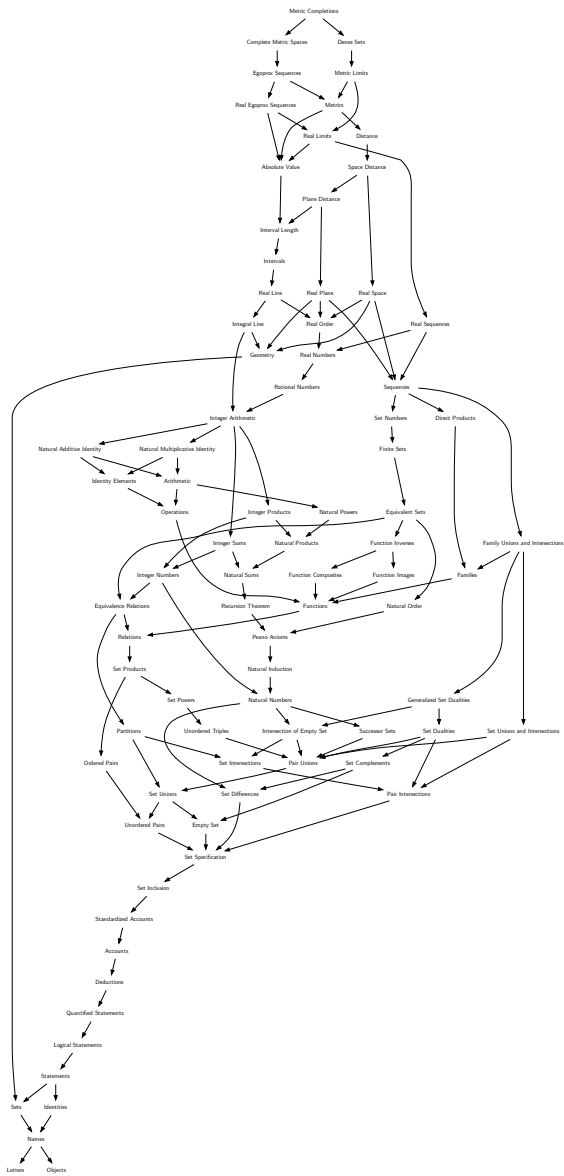 Metric Completions
Complete Metric Spaces Dense Sets
Egoprox Sequences Metric Limits
Real Egoprox Sequences Metrics
Real Limits Distance
Absolute Value Space Distance
Plane Distance
Interval Length
Intervals
Real Line Real Plane Real Space
Integral Line Real Order Real Sequences
Geometry Real Numbers
Rational Numbers Sequences
Integer Arithmetic Set Numbers Direct Products
Natural Additive Identity Natural Multiplicative Identity Finite Sets
Identity Elements Arithmetic
Operations Integer Products Natural Powers Equivalent Sets
Integer Sums Natural Products Function Inverses Family Unions and Intersections
Integer Numbers Natural Sums Function Composites Function Images Families
Equivalence Relations Recursion Theorem Functions Natural Order
Relations Peano Axioms
Set Products Natural Induction
Set Powers Natural Numbers Generalized Set Dualities
Partitions Unordered Triples Intersection of Empty Set Successor Sets Set Dualities Set Unions and Intersections
Ordered Pairs Set Intersections Pair Unions Set Complements
Set Unions Set Differences Pair Intersections
Unordered Pairs Empty Set
Set Specification
Set Inclusion
Standardized Accounts
Accounts
Deductions
Quantified Statements
Logical Statements
Statements
Sets Identities
Names
Letters Objects